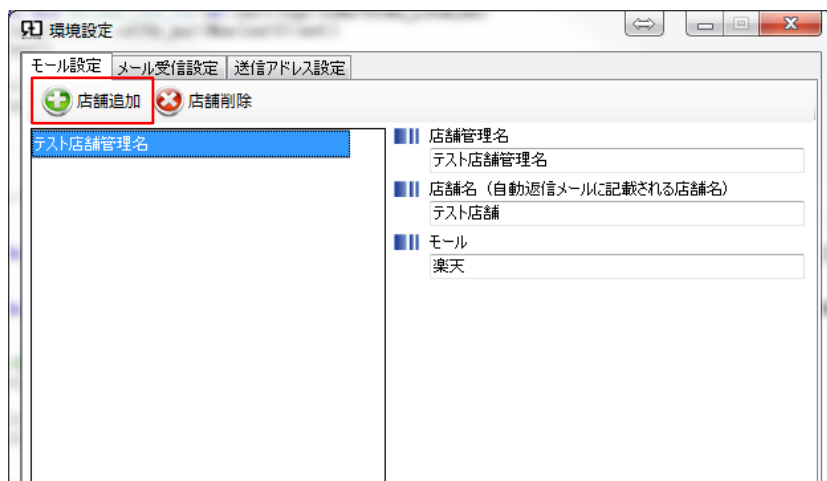 環境設定
モール設定 メール受信設定 送信アドレス設定
店舗追加 店舗削除
テスト店舗管理名
店舗管理名
テスト店舗管理名
店舗名（自動返信メールに記載される店舗名）
テスト店舗
モール
楽天